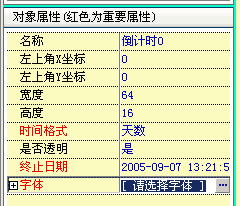 对象属性(红色为重要属性)
名称 倒计时0
左上角X坐标 0
左上角Y坐标 0
宽度 64
高度 16
时间格式 天数
是否透明 是
终止日期 2005-09-07 13:21:5
字体 [ 请选择字体 ] ...